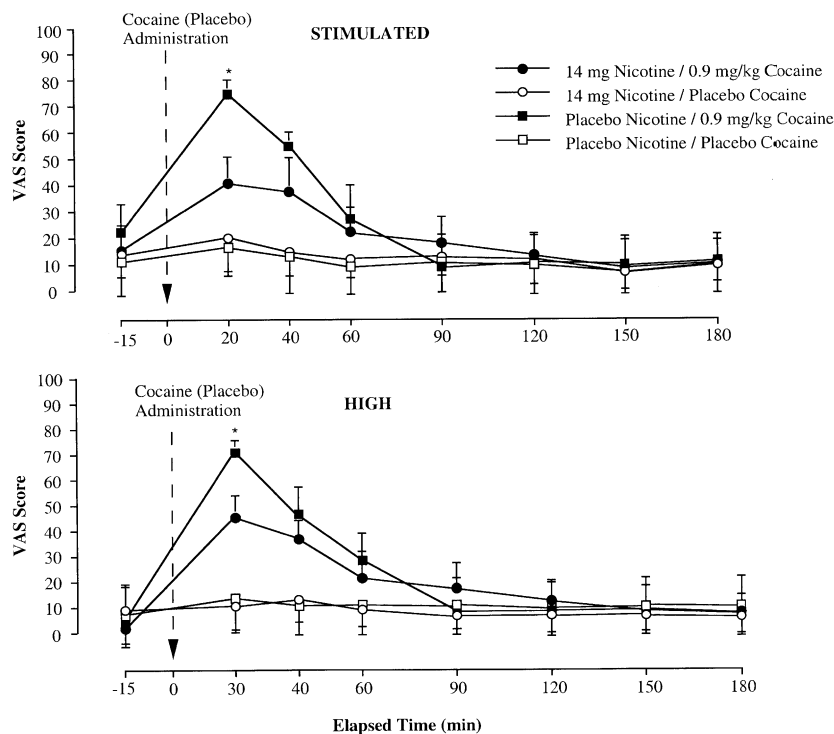 Cocaine (Placebo)
Administration
STIMULATED
100
90
80
70
60
50
40
30
20
10
0
VAS Score
*
14 mg Nicotine / 0.9 mg/kg Cocaine
14 mg Nicotine / Placebo Cocaine
Placebo Nicotine / 0.9 mg/kg Cocaine
Placebo Nicotine / Placebo Cocaine
-15 0 20 40 60 90 120 150 180
Cocaine (Placebo)
Administration
HIGH
100
90
80
70
60
50
40
30
20
10
0
VAS Score
*
-15 0 30 40 60 90 120 150 180
Elapsed Time (min)